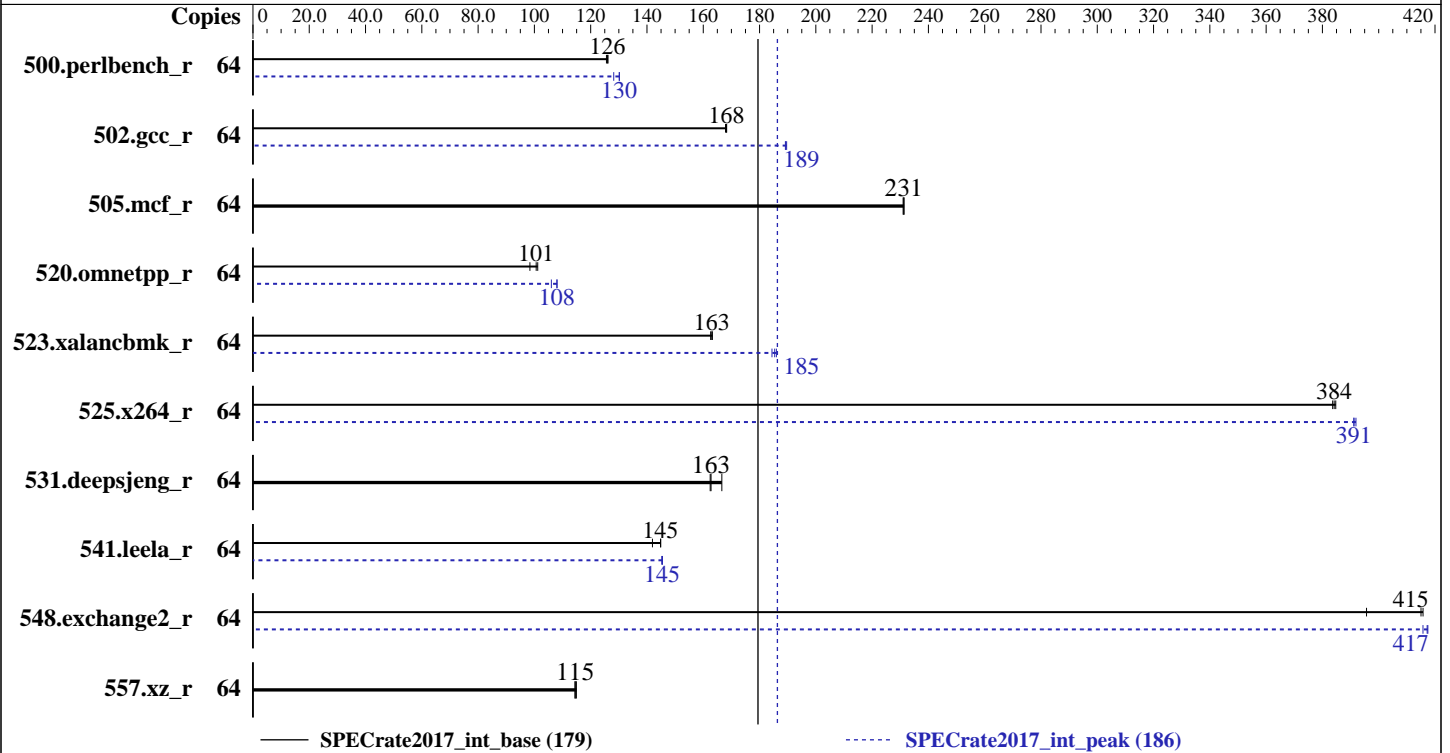 Copies 0 20.0 40.0 60.0 80.0 100 120 140 160 180 200 220 240 260 280 300 320 340 360 380 420
126
500.perlbench_r 64
130
168
502.gcc_r 64
189
231
505.mcf_r 64
101
520.omnetpp_r 64
108
163
523.xalancbmk_r 64
185
384
525.x264_r 64
391
163
531.deepsjeng_r 64
145
541.leela_r 64
145
415
548.exchange2_r 64
417
115
557.xz_r 64
SPECrate2017_int_base (179) SPECrate2017_int_peak (186)